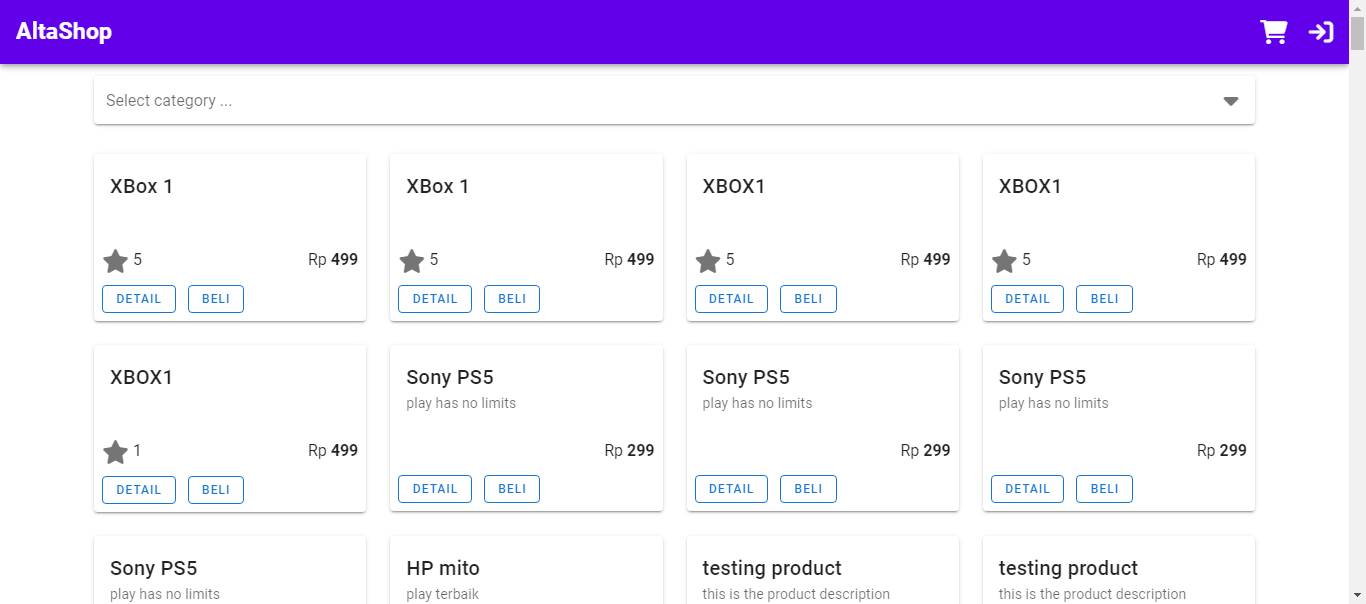 AltaShop
Select category ...
XBox 1
XBox 1
XBOX1
XBOX1
5 Rp 499
5 Rp 499
5 Rp 499
5 Rp 499
DETAIL BELI
DETAIL BELI
DETAIL BELI
DETAIL BELI
XBOX1
Sony PS5
Sony PS5
Sony PS5
play has no limits
play has no limits
play has no limits
1 Rp 499
Rp 299
Rp 299
Rp 299
DETAIL BELI
DETAIL BELI
DETAIL BELI
DETAIL BELI
Sony PS5
HP mito
testing product
testing product
play has no limits
play terbaik
this is the product description
this is the product description